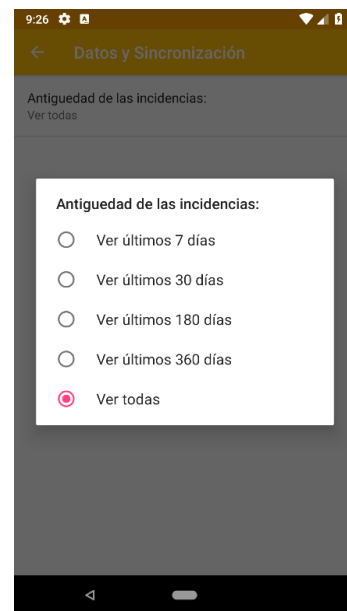 9:26
Datos y Sincronización
Antiguedad de las incidencias:
Ver todas
Antiguedad de las incidencias:
Ver últimos 7 días
Ver últimos 30 días
Ver últimos 180 días
Ver últimos 360 días
Ver todas